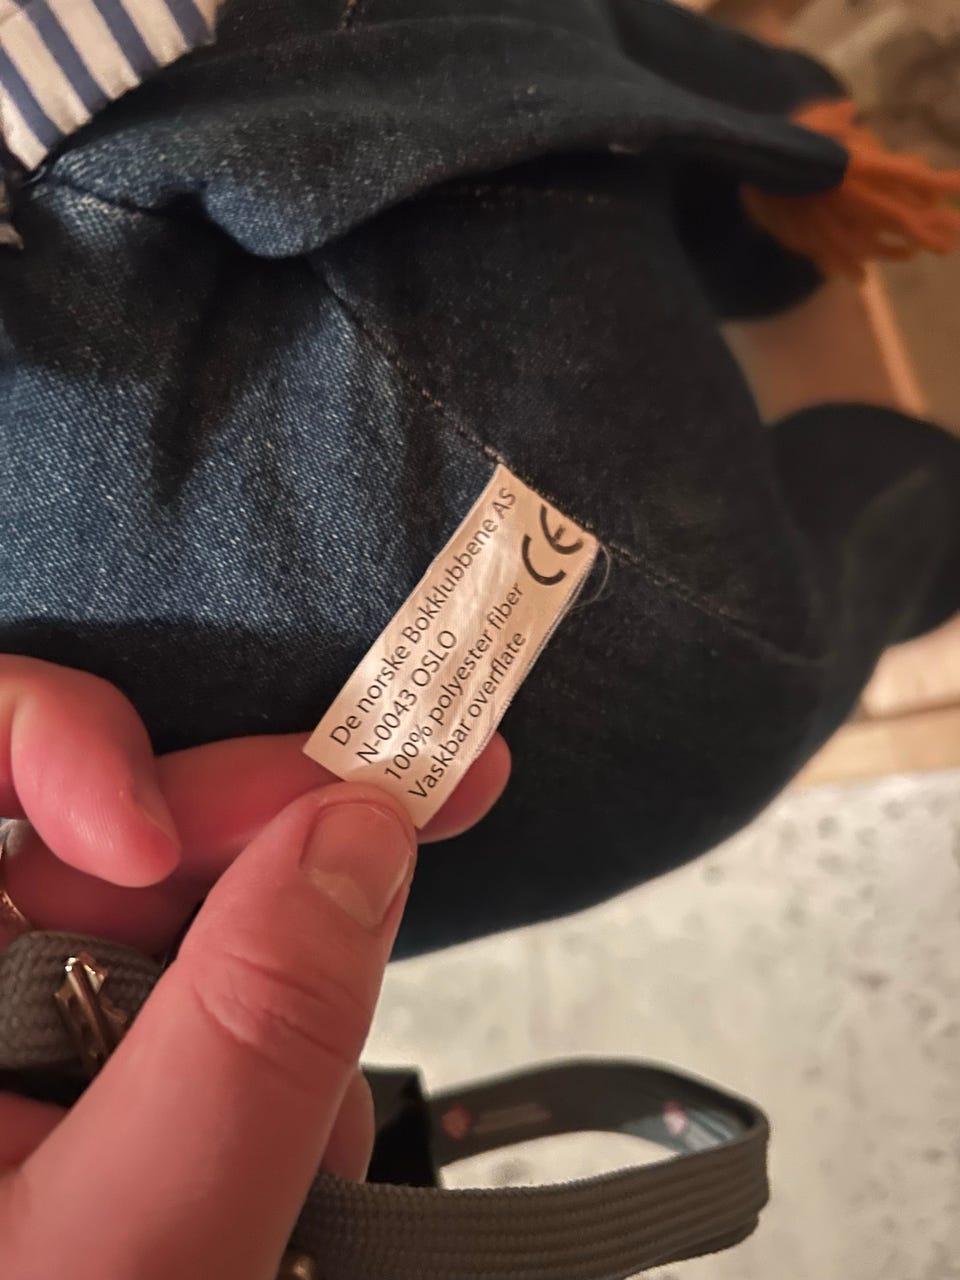 De norske Bokklubbene AS
N-0043 OSLO
100% polyester fiber
Vaskbar overflate
CE